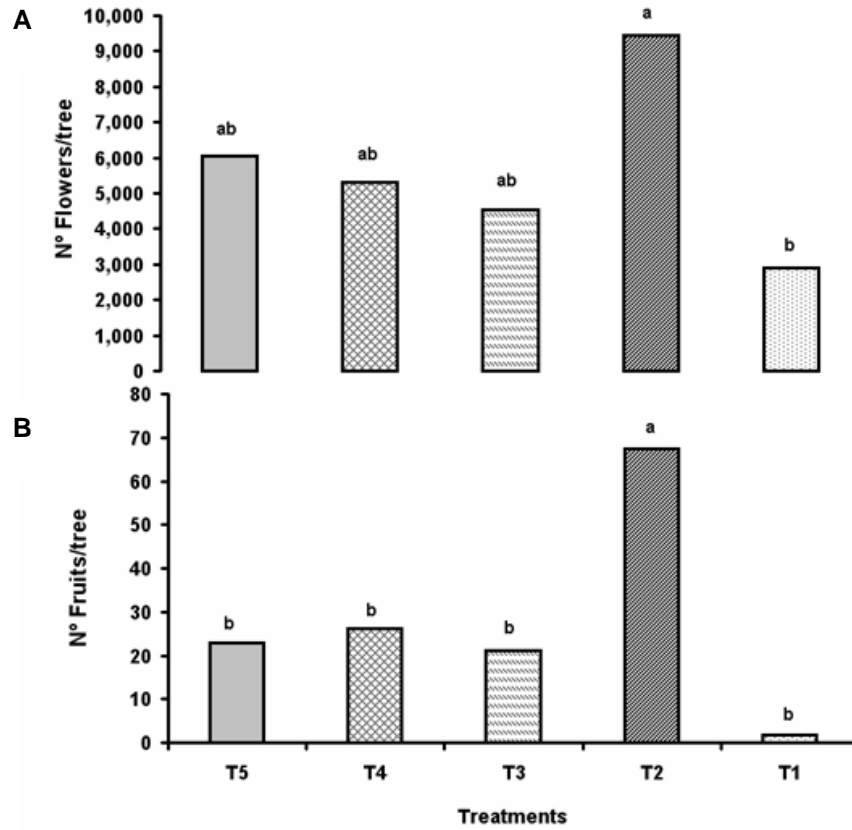 A
N° Flowers/tree
10,000
9,000
8,000
7,000
6,000
5,000
4,000
3,000
2,000
1,000
0
ab
ab
ab
a
b
B
N° Fruits/tree
80
70
60
50
40
30
20
10
0
b
b
b
a
b
T5 T4 T3 T2 T1
Treatments